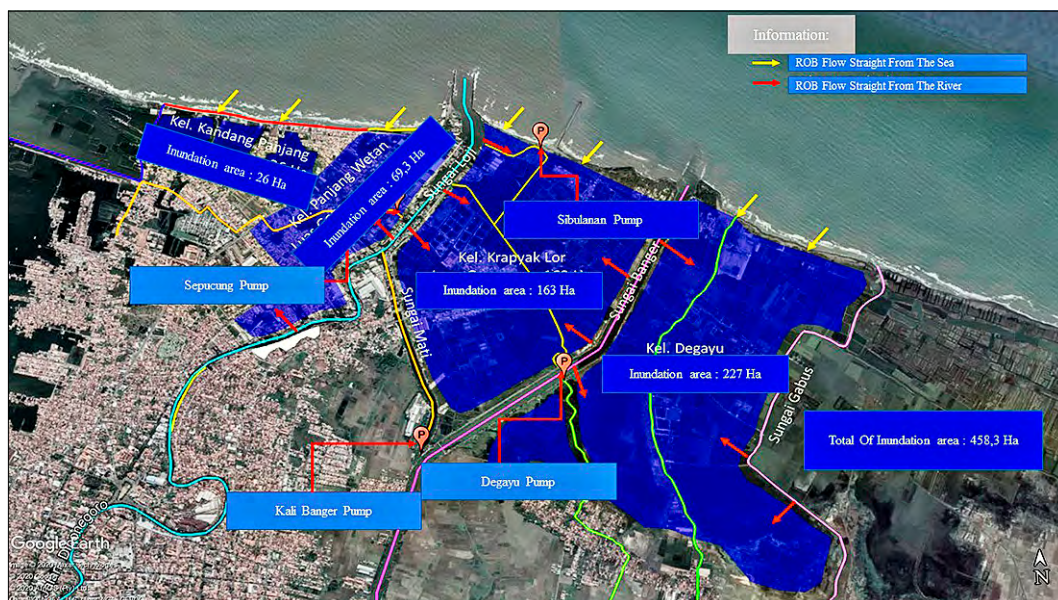 Information:
ROB Flow Straight From The Sea
ROB Flow Straight From The River
Kel. Kandang Panjang
Inundation area : 26 Ha
Kel. Panjang Wetan
Inundation area : 69,3 Ha
Sungai Loji
Sibulanan Pump
Sepucung Pump
Kel. Krapyak Lor
Inundation area : 163 Ha
Sungai Banger
Sungai Mati
Kel. Degayu
Inundation area : 227 Ha
Sungai Gabus
Total Of Inundation area : 458,3 Ha
Degayu Pump
Kali Banger Pump
Google Earth
P
P
P
N